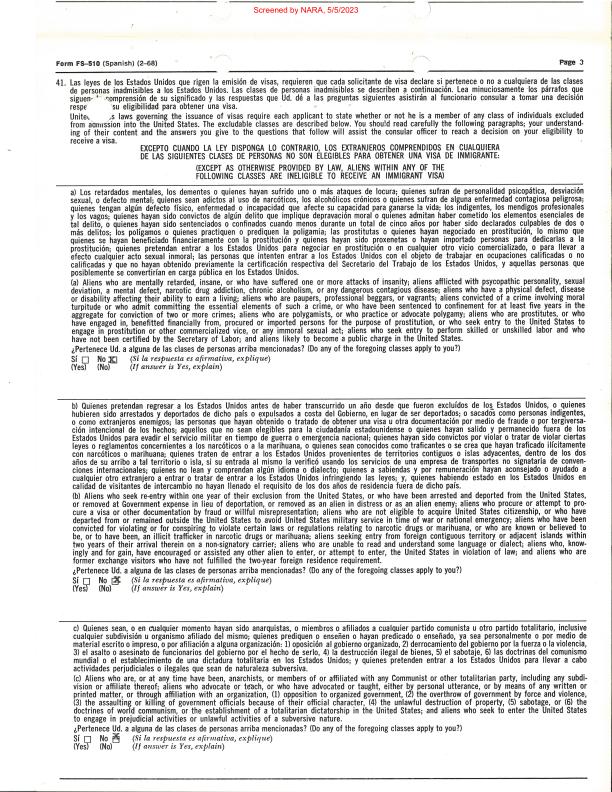 Screened by NARA, 5/5/2023
Form FS-510 (Spanish) (2-68) Page 3
41. Las leyes de los Estados Unidos que rigen la emisión de visas, requieren que cada solicitante de visa declare si pertenece o no a cualquiera de las clases
de personas inadmisibles a los Estados Unidos. Las clases de personas inadmisibles se describen a continuación. Lea minuciosamente los párrafos que
siguen comprensión de su significado y las respuestas que Ud. dé a las preguntas siguientes asistirán al funcionario consular a tomar una decisión
respe su eligibilidad para obtener una visa.
Unite s laws governing the issuance of visas require each applicant to state whether or not he is a member of any class of individuals excluded
from admission into the United States. The excludable classes are described below. You should read carefully the following paragraphs; your understand-
ing of their content and the answers you give to the questions that follow will assist the consular officer to reach a decision on your eligibility to
receive a visa.
EXCEPTO CUANDO LA LEY DISPONGA LO CONTRARIO, LOS EXTRANJEROS COMPRENDIDOS EN CUALQUIERA
DE LAS SIGUIENTES CLASES DE PERSONAS NO SON ELEGIBLES PARA OBTENER UNA VISA DE INMIGRANTE:
(EXCEPT AS OTHERWISE PROVIDED BY LAW, ALIENS WITHIN ANY OF THE
FOLLOWING CLASSES ARE INELIGIBLE TO RECEIVE AN IMMIGRANT VISA)
a) Los retardados mentales, los dementes o quienes hayan sufrido uno o más ataques de locura; quienes sufran de personalidad psicopática, desviación
sexual, o defecto mental; quienes sean adictos al uso de narcóticos, los alcohólicos crónicos o quienes sufran de alguna enfermedad contagiosa peligrosa;
quienes tengan algún defecto físico, enfermedad o incapacidad que afecte su capacidad para ganarse la vida; los indigentes, los mendigos profesionales
y los vagos; quienes hayan sido convictos de algún delito que implique depravación moral o quienes admitan haber cometido los elementos esenciales de
tal delito, o quienes hayan sido sentenciados o confinados cuando menos durante un total de cinco años por haber sido declarados culpables de dos o
más delitos; los polígamos o quienes practiquen o prediquen la poligamia; las prostitutas o quienes hayan negociado en prostitución, lo mismo que
quienes se hayan beneficiado financieramente con la prostitución y quienes hayan sido proxenetas o hayan importado personas para dedicarlas a la
prostitución; quienes pretendan entrar a los Estados Unidos para negociar en prostitución o en cualquier otro vicio comercializado, o para llevar a
efecto cualquier acto sexual inmoral; las personas que intenten entrar a los Estados Unidos con el objeto de trabajar en ocupaciones calificadas o no
calificadas y que no hayan obtenido previamente la certificación respectiva del Secretario del Trabajo de los Estados Unidos, y aquellas personas que
posiblemente se convertirían en carga pública en los Estados Unidos.
(a) Aliens who are mentally retarded, insane, or who have suffered one or more attacks of insanity; aliens afflicted with psycopathic personality, sexual
deviation, a mental defect, narcotic drug addiction, chronic alcoholism, or any dangerous contagious disease; aliens who have a physical defect, disease
or disability affecting their ability to earn a living; aliens who are paupers, professional beggars, or vagrants; aliens convicted of a crime involving moral
turpitude or who admit committing the essential elements of such a crime, or who have been sentenced to confinement for at least five years in the
aggregate for conviction of two or more crimes; aliens who are polygamists, or who practice or advocate polygamy; aliens who are prostitutes, or who
have engaged in, benefitted financially from, procured or imported persons for the purpose of prostitution, or who seek entry to the United States to
engage in prostitution or other commercialized vice, or any immoral sexual act; aliens who seek entry to perform skilled or unskilled labor and who
have not been certified by the Secretary of Labor; and aliens likely to become a public charge in the United States.
¿Pertenece Ud. a alguna de las clases de personas arriba mencionadas? (Do any of the foregoing classes apply to you?)
Sí No (Si la respuesta es afirmativa, explique)
(Yes) (No) (If answer is Yes, explain)
b) Quienes pretendan regresar a los Estados Unidos antes de haber transcurrido un año desde que fueron excluídos de los Estados Unidos, o quienes
hubieren sido arrestados y deportados de dicho país o expulsados a costa del Gobierno, en lugar de ser deportados; o sacados como personas indigentes,
o como extranjeros enemigos; las personas que hayan obtenido o tratado de obtener una visa u otra documentación por medio de fraude o por tergiversa-
ción intencional de los hechos; aquellos que no sean elegibles para la ciudadanía estadounidense o quienes hayan salido y permanecido fuera de los
Estados Unidos para evadir el servicio militar en tiempo de guerra o emergencia nacional; quienes hayan sido convictos por violar o tratar de violar ciertas
leyes o reglamentos concernientes a los narcóticos o a la marihuana, o quienes sean conocidos como traficantes o se crea que hayan traficado ilícitamente
con narcóticos o marihuana; quienes traten de entrar a los Estados Unidos provenientes de territorios contiguos o islas adyacentes, dentro de los dos
años de su arribo a tal territorio o isla, si su entrada al mismo la verificó usando los servicios de una empresa de transportes no signataria de conven-
ciones internacionales; quienes no lean y comprendan algún idioma o dialecto; quienes a sabiendas y por remuneración hayan aconsejado o ayudado a
cualquier otro extranjero a entrar o tratar de entrar a los Estados Unidos infringiendo las leyes; y, quienes habiendo estado en los Estados Unidos en
calidad de visitantes de intercambio no hayan llenado el requisito de los dos años de residencia fuera de dicho país.
(b) Aliens who seek re-entry within one year of their exclusion from the United States, or who have been arrested and deported from the United States,
or removed at Government expense in lieu of deportation, or removed as an alien in distress or as an alien enemy; aliens who procure or attempt to pro-
cure a visa or other documentation by fraud or willful misrepresentation; aliens who are not eligible to acquire United States citizenship, or who have
departed from or remained outside the United States to avoid United States military service in time of war or national emergency; aliens who have been
convicted for violating or for conspiring to violate certain laws or regulations relating to narcotic drugs or marihuana, or who are known or believed to
be, or to have been, an illicit trafficker in narcotic drugs or marihuana; aliens seeking entry from foreign contiguous territory or adjacent islands within
two years of their arrival therein on a non-signatory carrier; aliens who are unable to read and understand some language or dialect; aliens who, know-
ingly and for gain, have encouraged or assisted any other alien to enter, or attempt to enter, the United States in violation of law; and aliens who are
former exchange visitors who have not fulfilled the two-year foreign residence requirement.
¿Pertenece Ud. a alguna de las clases de personas arriba mencionadas? (Do any of the foregoing classes apply to you?)
Sí No (Si la respuesta es afirmativa, explique)
(Yes) (No) (If answer is Yes, explain)
c) Quienes sean, o en cualquier momento hayan sido anarquistas, o miembros o afiliados a cualquier partido comunista u otro partido totalitario, inclusive
cualquier subdivisión u organismo afiliado del mismo; quienes prediquen o enseñen o hayan predicado o enseñado, ya sea personalmente o por medio de
material escrito o impreso, o por afiliación a alguna organización: 1) oposición al gobierno organizado, 2) derrocamiento del gobierno por la fuerza o la violencia,
3) el asalto o asesinato de funcionarios del gobierno por el hecho de serlo, 4) la destrucción ilegal de bienes, 5) el sabotaje, 6) las doctrinas del comunismo
mundial o el establecimiento de una dictadura totalitaria en los Estados Unidos; y quienes pretendan entrar a los Estados Unidos para llevar a cabo
actividades perjudiciales o ilegales que sean de naturaleza subversiva.
(c) Aliens who are, or at any time have been, anarchists, or members of or affiliated with any Communist or other totalitarian party, including any subdi-
vision or affiliate thereof; aliens who advocate or teach, or who have advocated or taught, either by personal utterance, or by means of any written or
printed matter, or through affiliation with an organization, (1) opposition to organized government, (2) the overthrow of government by force and violence,
(3) the assaulting or killing of government officials because of their official character, (4) the unlawful destruction of property, (5) sabotage, or (6) the
doctrines of world communism, or the establishment of a totalitarian dictatorship in the United States; and aliens who seek to enter the United States
to engage in prejudicial activities or unlawful activities of a subversive nature.
¿Pertenece Ud. a alguna de las clases de personas arriba mencionadas? (Do any of the foregoing classes apply to you?)
Sí No (Si la respuesta es afirmativa, explique)
(Yes) (No) (If answer is Yes, explain)